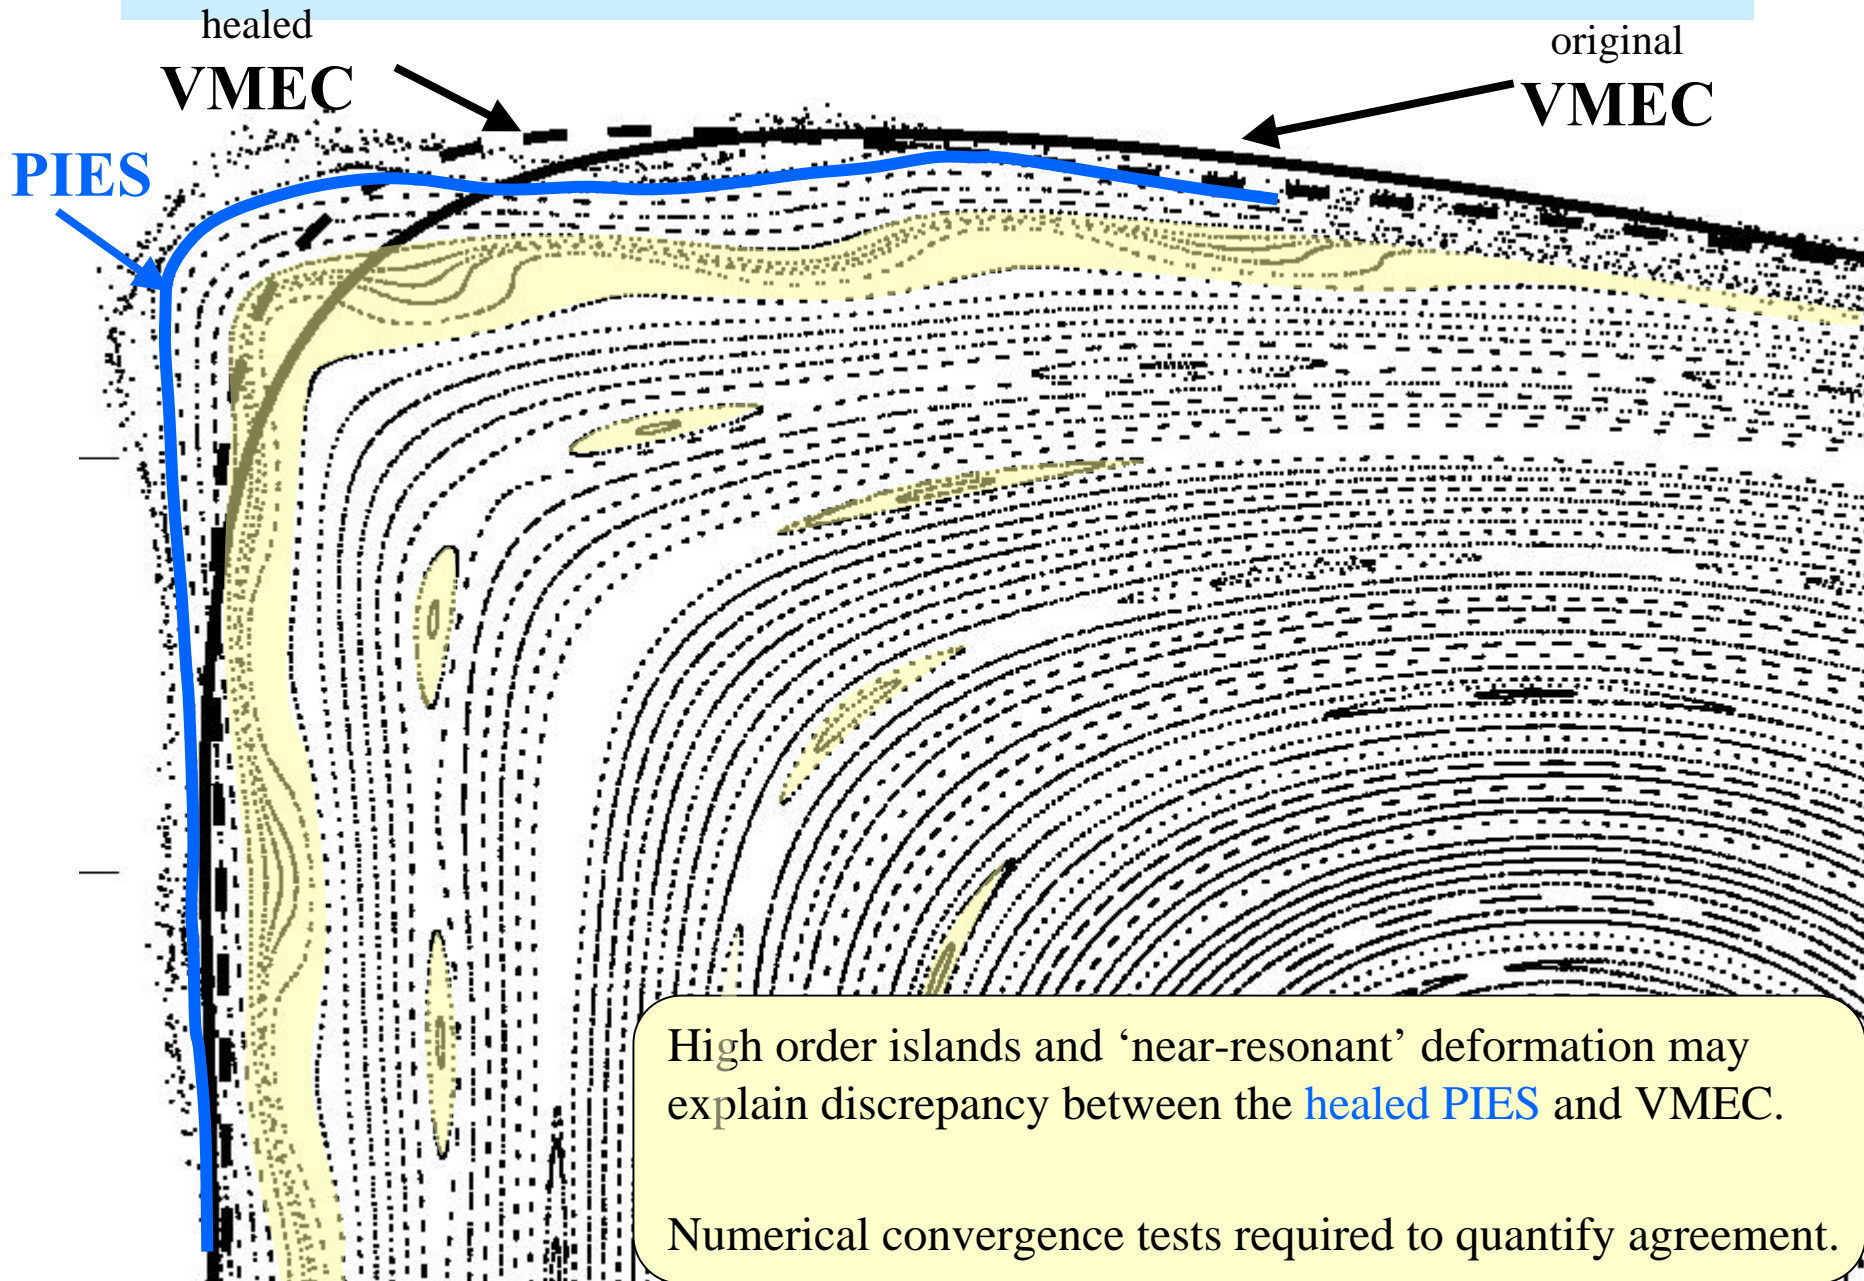 healed
VMEC
original
VMEC
PIES
High order islands and ‘near-resonant’ deformation may
explain discrepancy between the healed PIES and VMEC.
Numerical convergence tests required to quantify agreement.